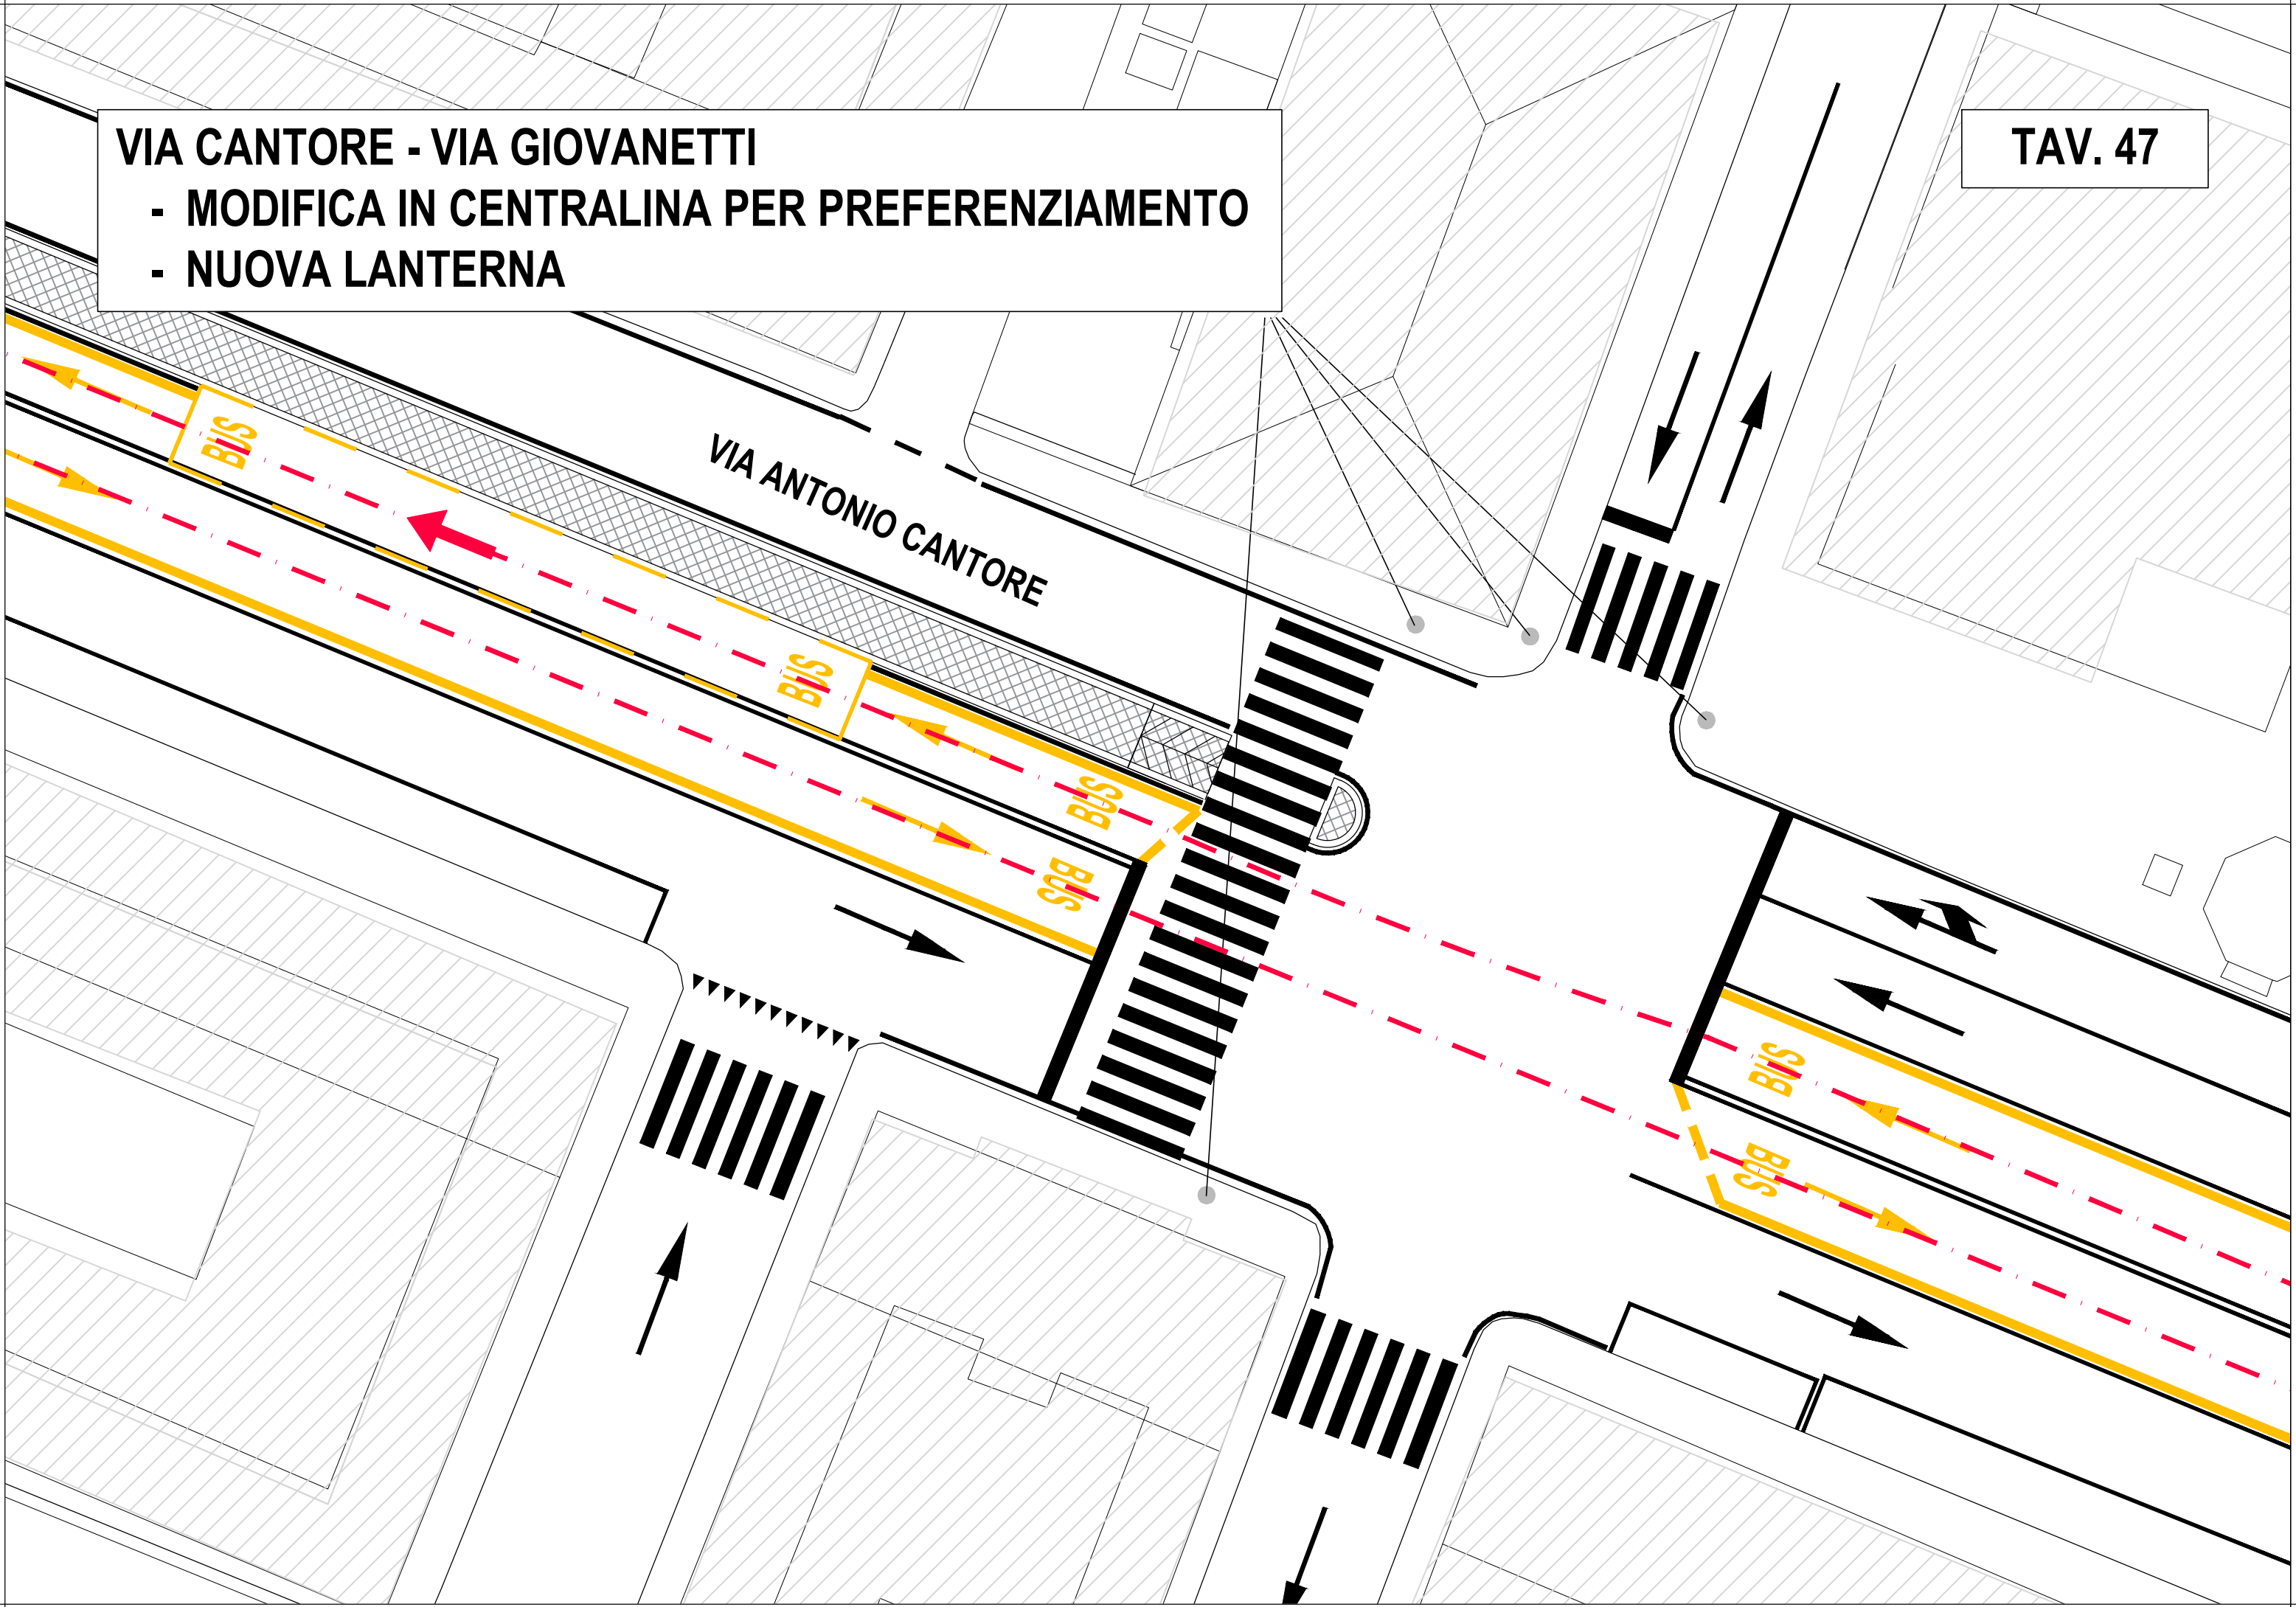 VIA CANTORE - VIA GIOVANETTI
- MODIFICA IN CENTRALINA PER PREFERENZIAMENTO
- NUOVA LANTERNA
TAV. 47
VIA ANTONIO CANTORE
BUS
BUS
BUS
BUS
BUS
BUS